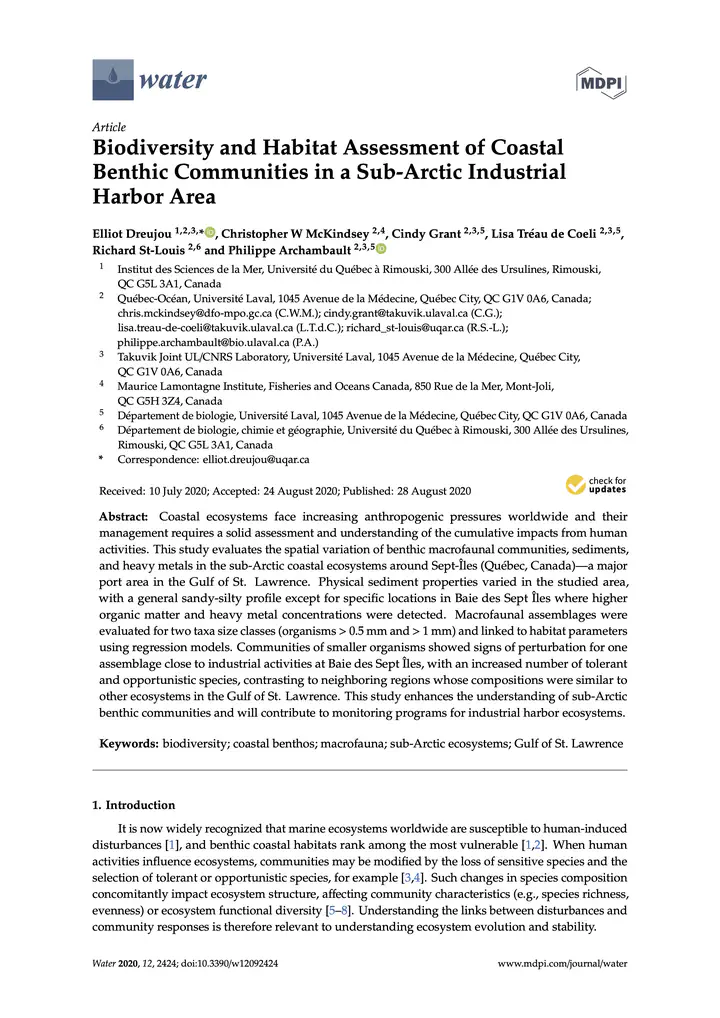 water
MDPI
Article
Biodiversity and Habitat Assessment of Coastal
Benthic Communities in a Sub-Arctic Industrial
Harbor Area
Elliot Dreujou 1,2,3,* iD, Christopher W McKindsey 2,4, Cindy Grant 2,3,5, Lisa Tréau de Coeli 2,3,5,
Richard St-Louis 2,6 and Philippe Archambault 2,3,5 iD
1 Institut des Sciences de la Mer, Université du Québec à Rimouski, 300 Allée des Ursulines, Rimouski,
QC G5L 3A1, Canada
2 Québec-Océan, Université Laval, 1045 Avenue de la Médecine, Québec City, QC G1V 0A6, Canada;
chris.mckindsey@dfo-mpo.gc.ca (C.W.M.); cindy.grant@takuvik.ulaval.ca (C.G.);
lisa.treau-de-coeli@takuvik.ulaval.ca (L.T.d.C.); richard_st-louis@uqar.ca (R.S.-L.);
philippe.archambault@bio.ulaval.ca (P.A.)
3 Takuvik Joint UL/CNRS Laboratory, Université Laval, 1045 Avenue de la Médecine, Québec City,
QC G1V 0A6, Canada
4 Maurice Lamontagne Institute, Fisheries and Oceans Canada, 850 Rue de la Mer, Mont-Joli,
QC G5H 3Z4, Canada
5 Département de biologie, Université Laval, 1045 Avenue de la Médecine, Québec City, QC G1V 0A6, Canada
6 Département de biologie, chimie et géographie, Université du Québec à Rimouski, 300 Allée des Ursulines,
Rimouski, QC G5L 3A1, Canada
* Correspondence: elliot.dreujou@uqar.ca
Received: 10 July 2020; Accepted: 24 August 2020; Published: 28 August 2020
check for
updates
Abstract: Coastal ecosystems face increasing anthropogenic pressures worldwide and their
management requires a solid assessment and understanding of the cumulative impacts from human
activities. This study evaluates the spatial variation of benthic macrofaunal communities, sediments,
and heavy metals in the sub-Arctic coastal ecosystems around Sept-Îles (Québec, Canada)—a major
port area in the Gulf of St. Lawrence. Physical sediment properties varied in the studied area,
with a general sandy-silty profile except for specific locations in Baie des Sept Îles where higher
organic matter and heavy metal concentrations were detected. Macrofaunal assemblages were
evaluated for two taxa size classes (organisms > 0.5 mm and > 1 mm) and linked to habitat parameters
using regression models. Communities of smaller organisms showed signs of perturbation for one
assemblage close to industrial activities at Baie des Sept Îles, with an increased number of tolerant
and opportunistic species, contrasting to neighboring regions whose compositions were similar to
other ecosystems in the Gulf of St. Lawrence. This study enhances the understanding of sub-Arctic
benthic communities and will contribute to monitoring programs for industrial harbor ecosystems.
Keywords: biodiversity; coastal benthos; macrofauna; sub-Arctic ecosystems; Gulf of St. Lawrence
1. Introduction
It is now widely recognized that marine ecosystems worldwide are susceptible to human-induced
disturbances [1], and benthic coastal habitats rank among the most vulnerable [1,2]. When human
activities influence ecosystems, communities may be modified by the loss of sensitive species and the
selection of tolerant or opportunistic species, for example [3,4]. Such changes in species composition
concomitantly impact ecosystem structure, affecting community characteristics (e.g., species richness,
evenness) or ecosystem functional diversity [5–8]. Understanding the links between disturbances and
community responses is therefore relevant to understanding ecosystem evolution and stability.
Water 2020, 12, 2424; doi:10.3390/w12092424
www.mdpi.com/journal/water